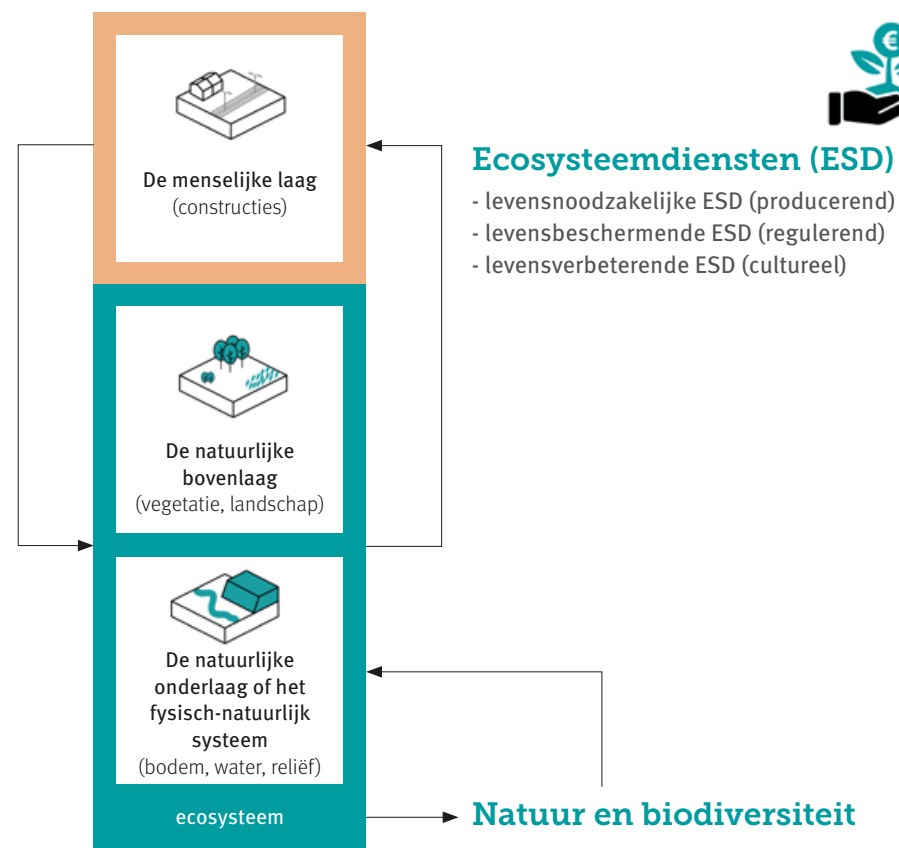 De menselijke laag
(constructies)
€
Ecosysteemdiensten (ESD)
- levensnoodzakelijke ESD (producerend)
- levensbeschermende ESD (regulerend)
- levensverbeterende ESD (cultureel)
De natuurlijke
bovenlaag
(vegetatie, landschap)
De natuurlijke
onderlaag of het
fysisch-natuurlijk
systeem
(bodem, water, reliëf)
ecosysteem
Natuur en biodiversiteit